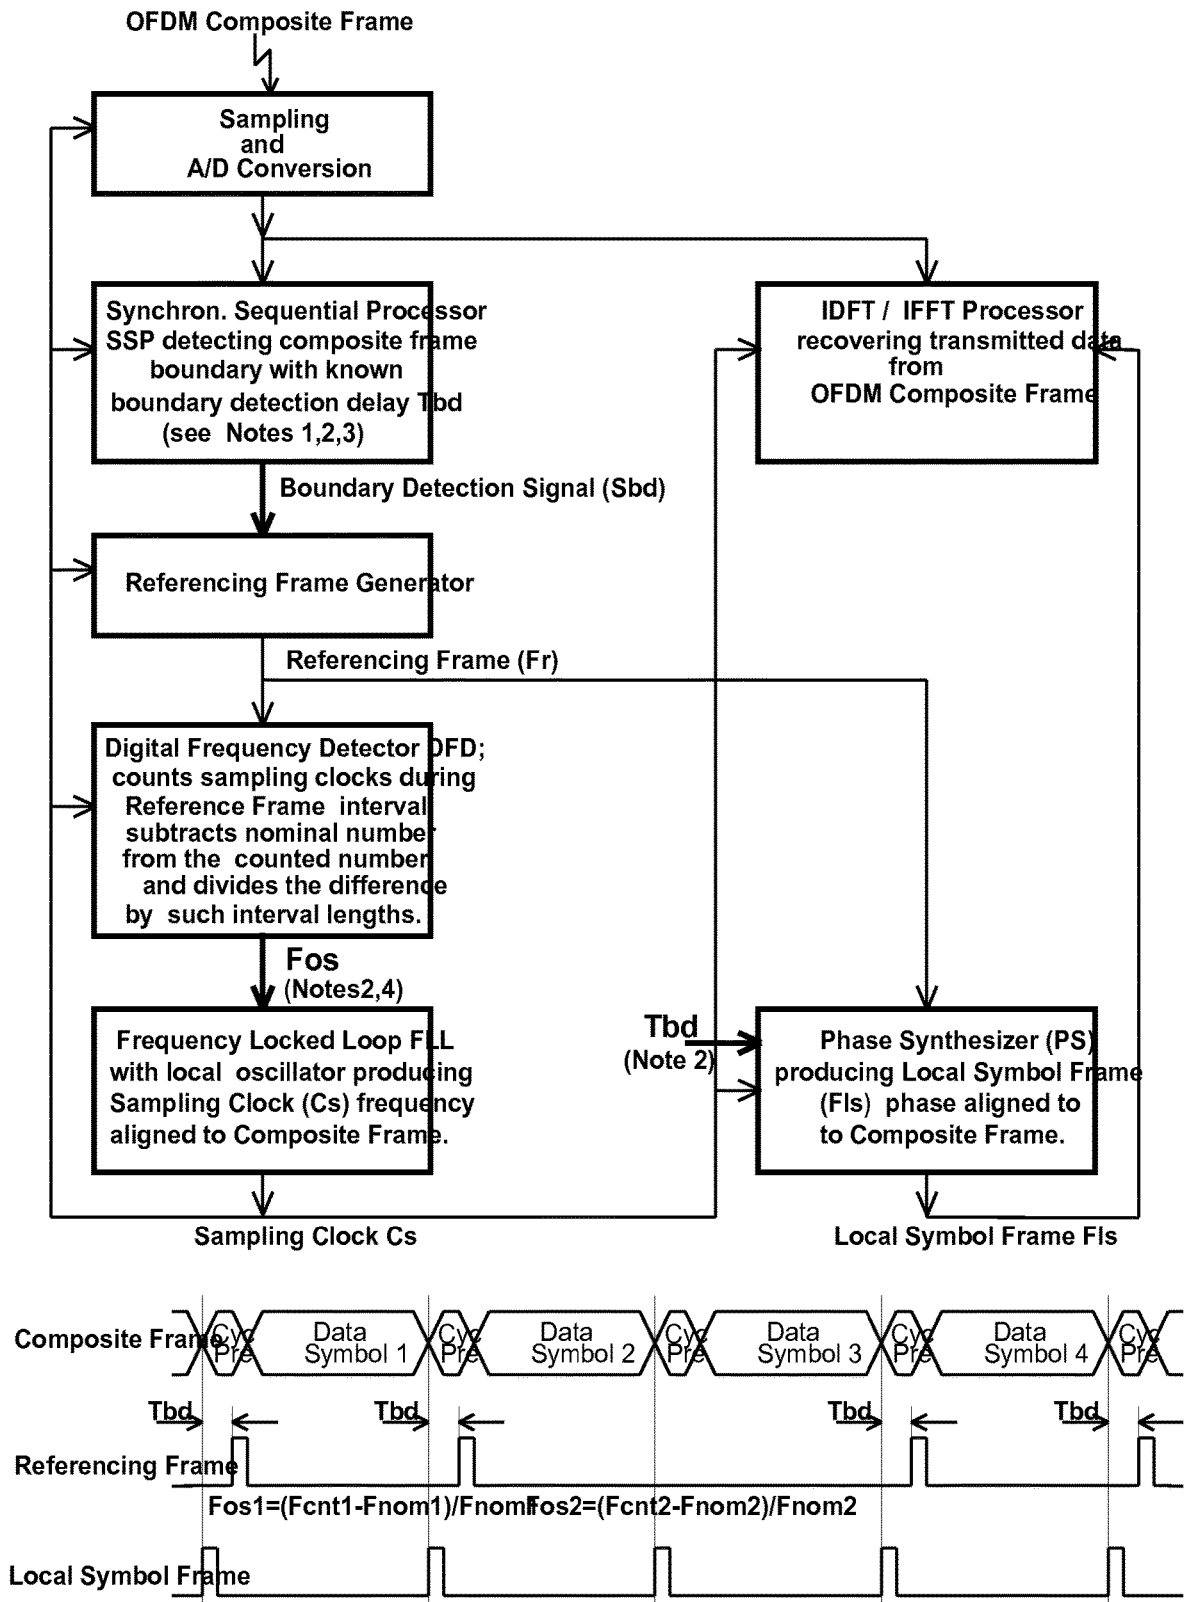 OFDM Composite Frame
Sampling
and
A/D Conversion
Synchron. Sequential Processor
SSP detecting composite frame
boundary with known
boundary detection delay Tbd
(see Notes 1,2,3)
IDFT / IFFT Processor
recovering transmitted data
from
OFDM Composite Frame
Boundary Detection Signal (Sbd)
Referencing Frame Generator
Referencing Frame (Fr)
Digital Frequency Detector DFD;
counts sampling clocks during
Reference Frame interval
subtracts nominal number
from the counted number
and divides the difference
by such interval lengths.
Fos
(Notes2,4)
Frequency Locked Loop FLL
with local oscillator producing
Sampling Clock (Cs) frequency
aligned to Composite Frame.
Tbd
(Note 2)
Phase Synthesizer (PS)
producing Local Symbol Frame
(Fls) phase aligned to
to Composite Frame.
Sampling Clock Cs
Local Symbol Frame Fls
Composite Frame
Cyc
Pre
Data
Symbol 1
Cyc
Pre
Data
Symbol 2
Cyc
Pre
Data
Symbol 3
Cyc
Pre
Data
Symbol 4
Cyc
Pre
Tbd
Tbd
Tbd
Tbd
Referencing Frame
Fos1=(Fcnt1-Fnom1)/Fnom1
Fos2=(Fcnt2-Fnom2)/Fnom2
Local Symbol Frame